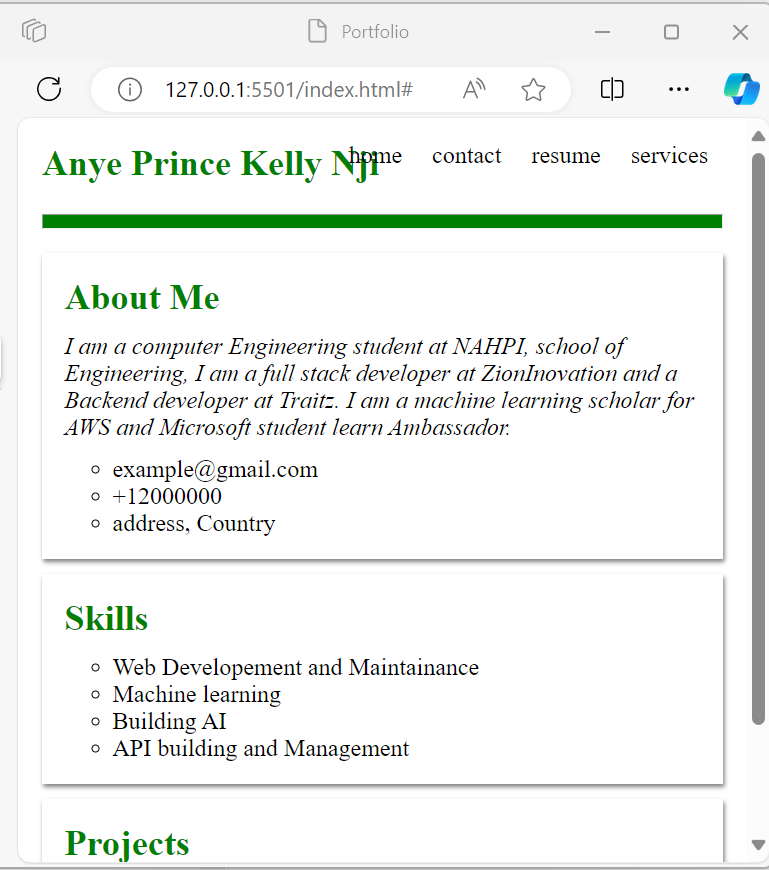 Portfolio
127.0.0.1:5501/index.html#
Anye Prince Kelly Nji
home contact resume services
About Me
I am a computer Engineering student at NAHPI, school of
Engineering, I am a full stack developer at ZionInovation and a
Backend developer at Traitz. I am a machine learning scholar for
AWS and Microsoft student learn Ambassador.
example@gmail.com
+12000000
address, Country
Skills
Web Developement and Maintainance
Machine learning
Building AI
API building and Management
Projects